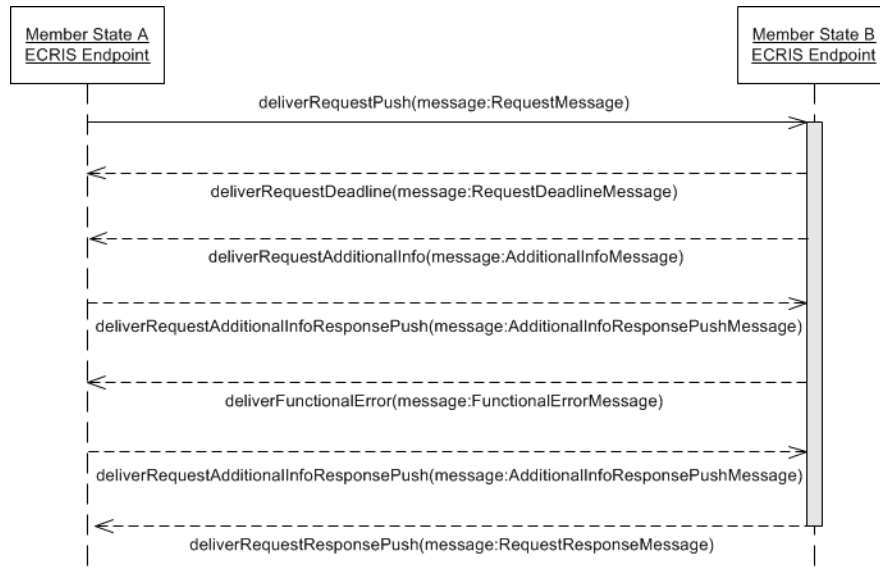 Member State A
ECRIS Endpoint
Member State B
ECRIS Endpoint
deliverRequestPush(message:RequestMessage)
deliverRequestDeadline(message:RequestDeadlineMessage)
deliverRequestAdditionalInfo(message:AdditionalInfoMessage)
deliverRequestAdditionalInfoResponsePush(message:AdditionalInfoResponsePushMessage)
deliverFunctionalError(message:FunctionalErrorMessage)
deliverRequestAdditionalInfoResponsePush(message:AdditionalInfoResponsePushMessage)
deliverRequestResponsePush(message:RequestResponseMessage)